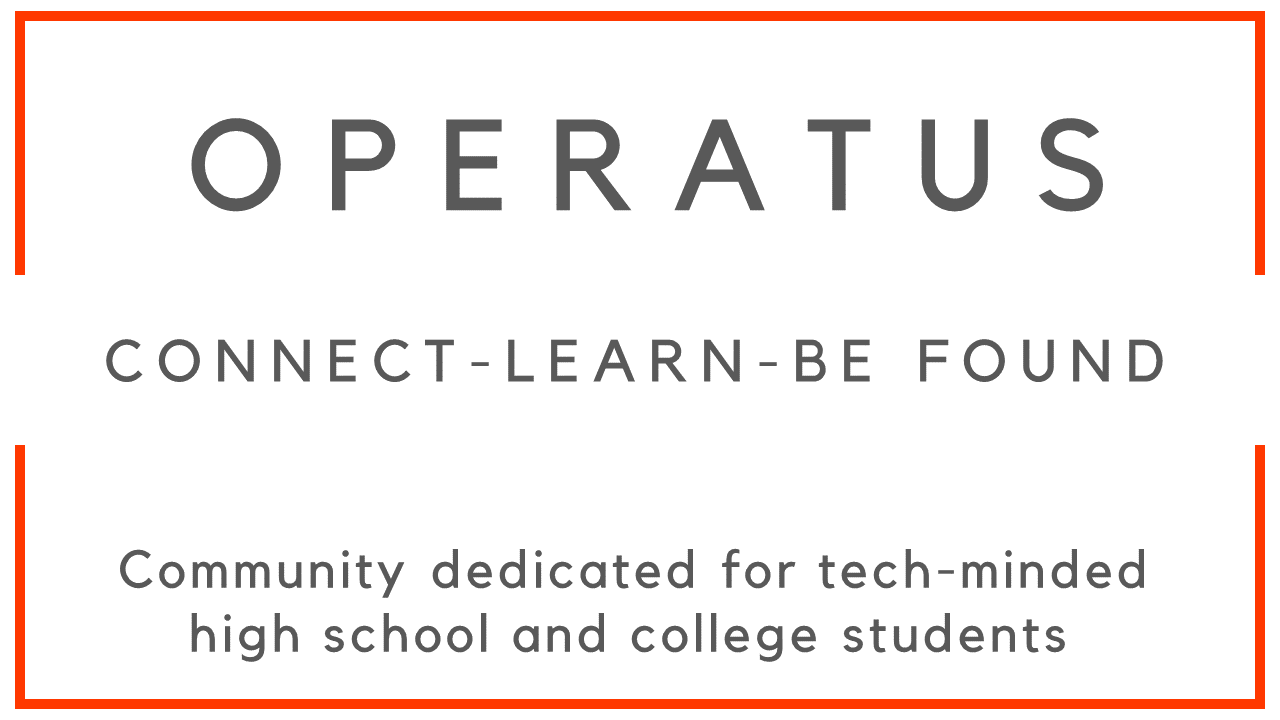 OPERATUS
CONNECT-LEARN-BE FOUND
Community dedicated for tech-minded
high school and college students